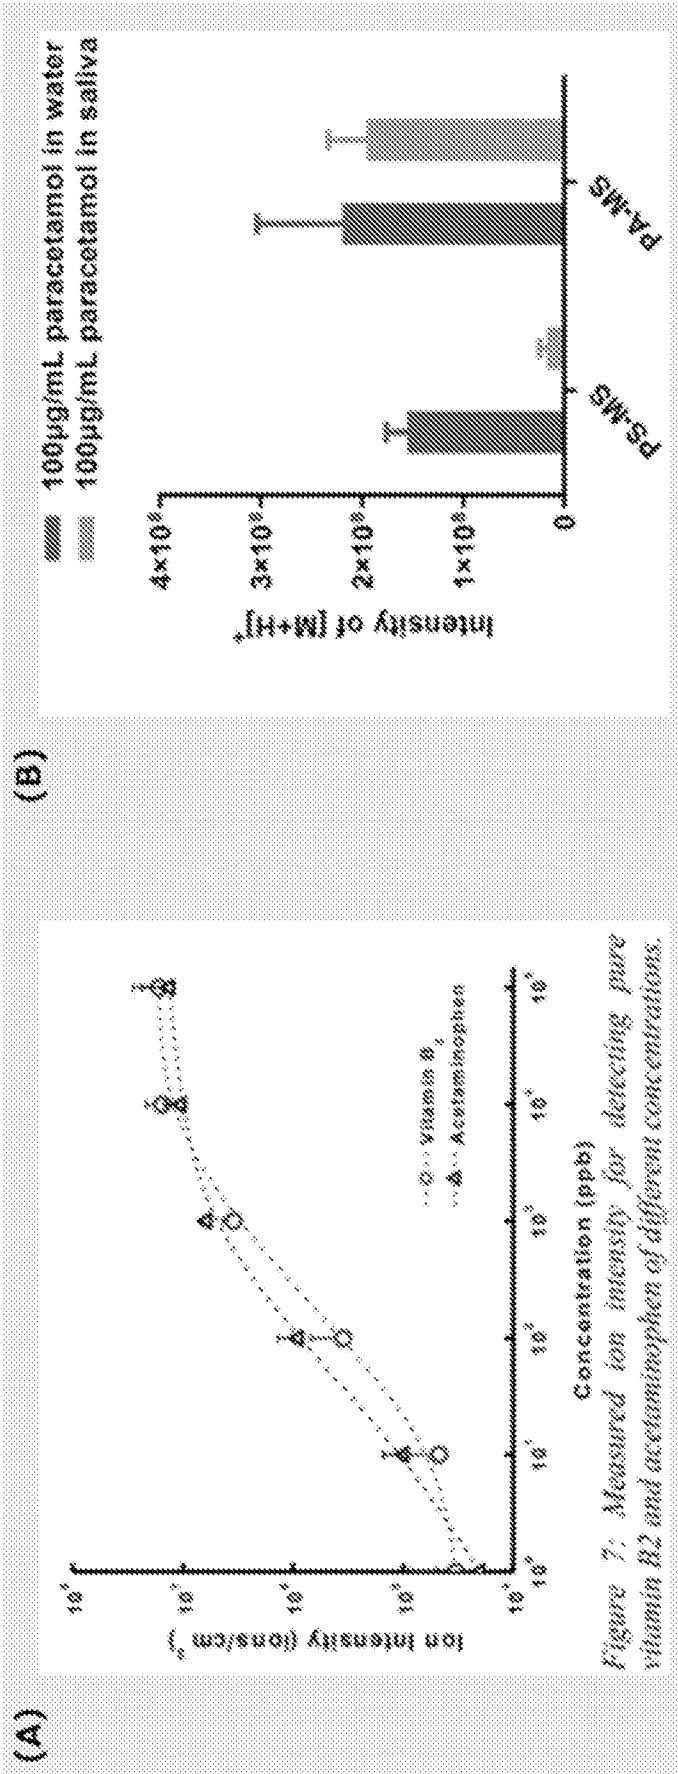 (A)
Ion Intensity (ions/cm²)
Concentration (ppb)
Vitamin B₂
Acetaminophen
Figure 7: Measured ion intensity for detecting pure
vitamin B2 and acetaminophen of different concentrations.
(B)
100µg/mL paracetamol in water
100µg/mL paracetamol in saliva
Intensity of [M+H]⁺
4×10⁸
3×10⁸
2×10⁸
1×10⁸
0
PS-MS
PA-MS